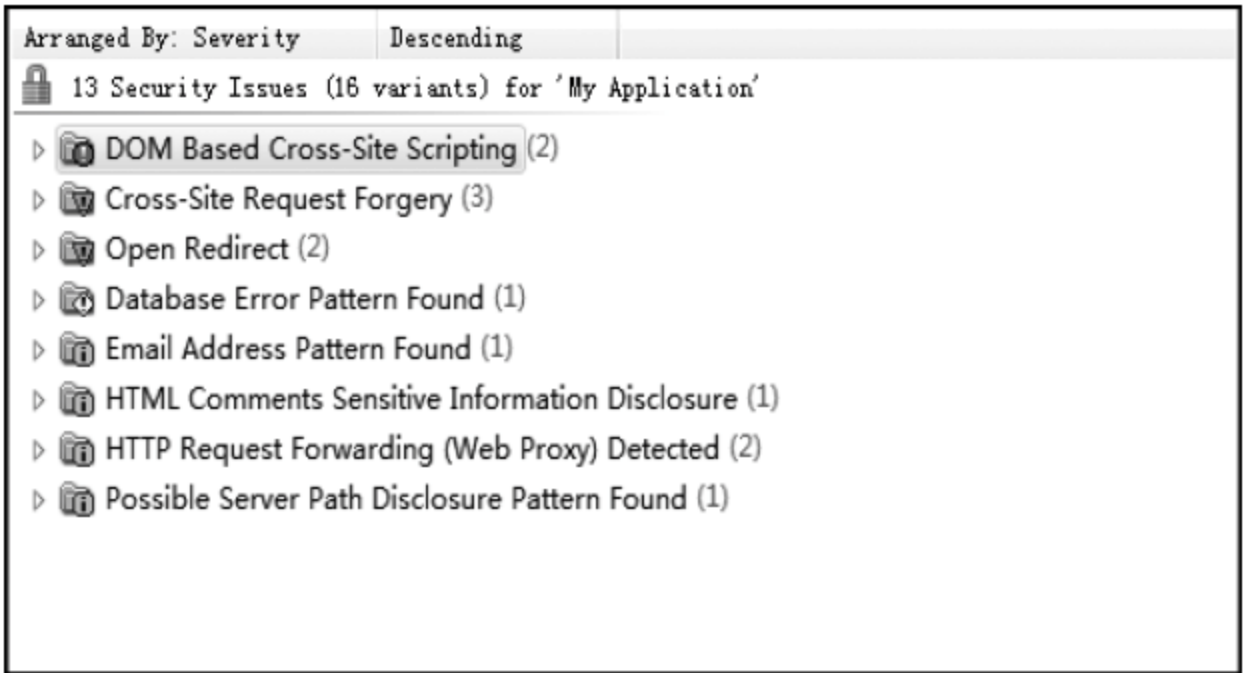 Arranged By: Severity Descending
13 Security Issues (16 variants) for 'My Application'
DOM Based Cross-Site Scripting (2)
Cross-Site Request Forgery (3)
Open Redirect (2)
Database Error Pattern Found (1)
Email Address Pattern Found (1)
HTML Comments Sensitive Information Disclosure (1)
HTTP Request Forwarding (Web Proxy) Detected (2)
Possible Server Path Disclosure Pattern Found (1)